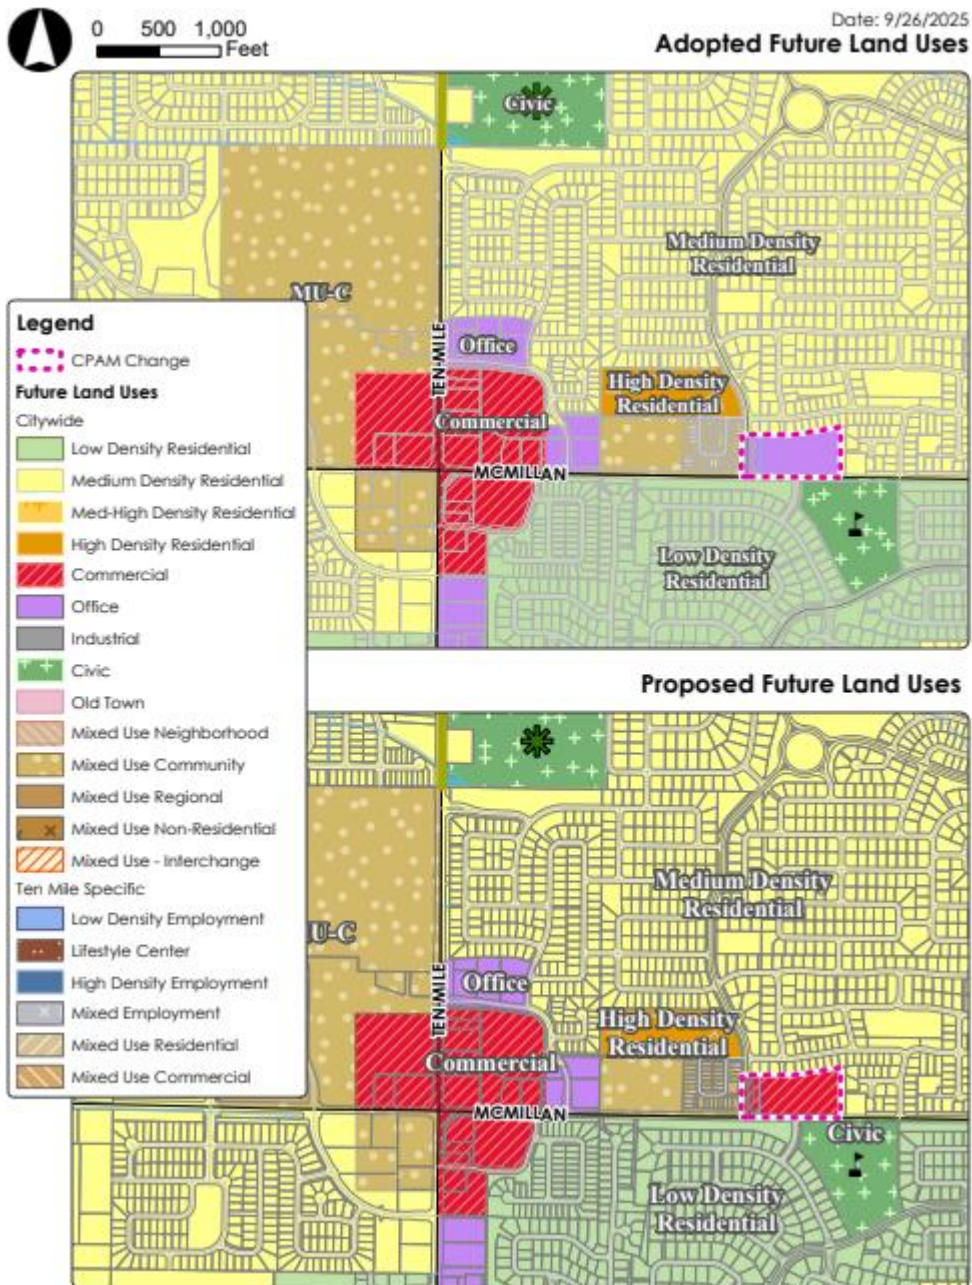 Date: 9/26/2025
0 500 1,000
Feet
Adopted Future Land Uses
Civic
Medium Density
Residential
MU-C
TEN-MILE
Office
High Density
Residential
Commercial
MCMILLAN
Low Density
Residential
Legend
CPAM Change
Future Land Uses
Citywide
Low Density Residential
Medium Density Residential
Med-High Density Residential
High Density Residential
Commercial
Office
Industrial
Civic
Old Town
Mixed Use Neighborhood
Mixed Use Community
Mixed Use Regional
Mixed Use Non-Residential
Mixed Use - Interchange
Ten Mile Specific
Low Density Employment
Lifestyle Center
High Density Employment
Mixed Employment
Mixed Use Residential
Mixed Use Commercial
Proposed Future Land Uses
Medium Density
Residential
U-C
TEN-MILE
Office
High Density
Residential
Commercial
MCMILLAN
Civic
Low Density
Residential